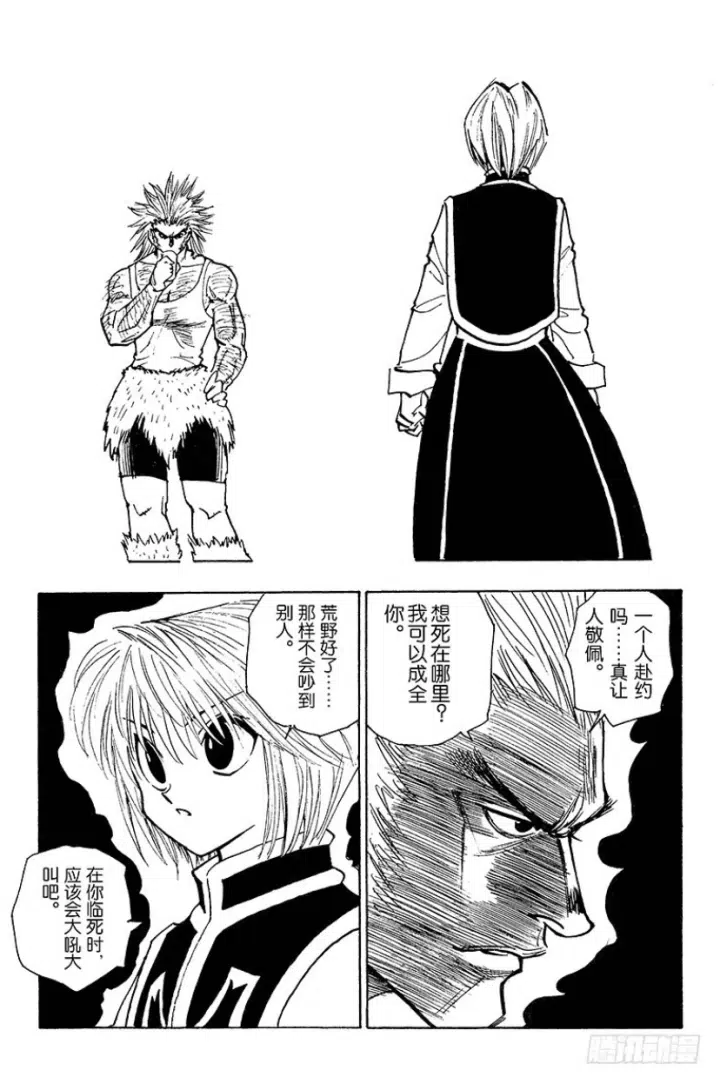 一个人赴约
吗……真让
人敬佩。
想死在哪里？
我可以成全
你。
荒野好了……
那样不会吵到
别人。
在你临死时，
应该会大吼大
叫吧。
腾讯动漫